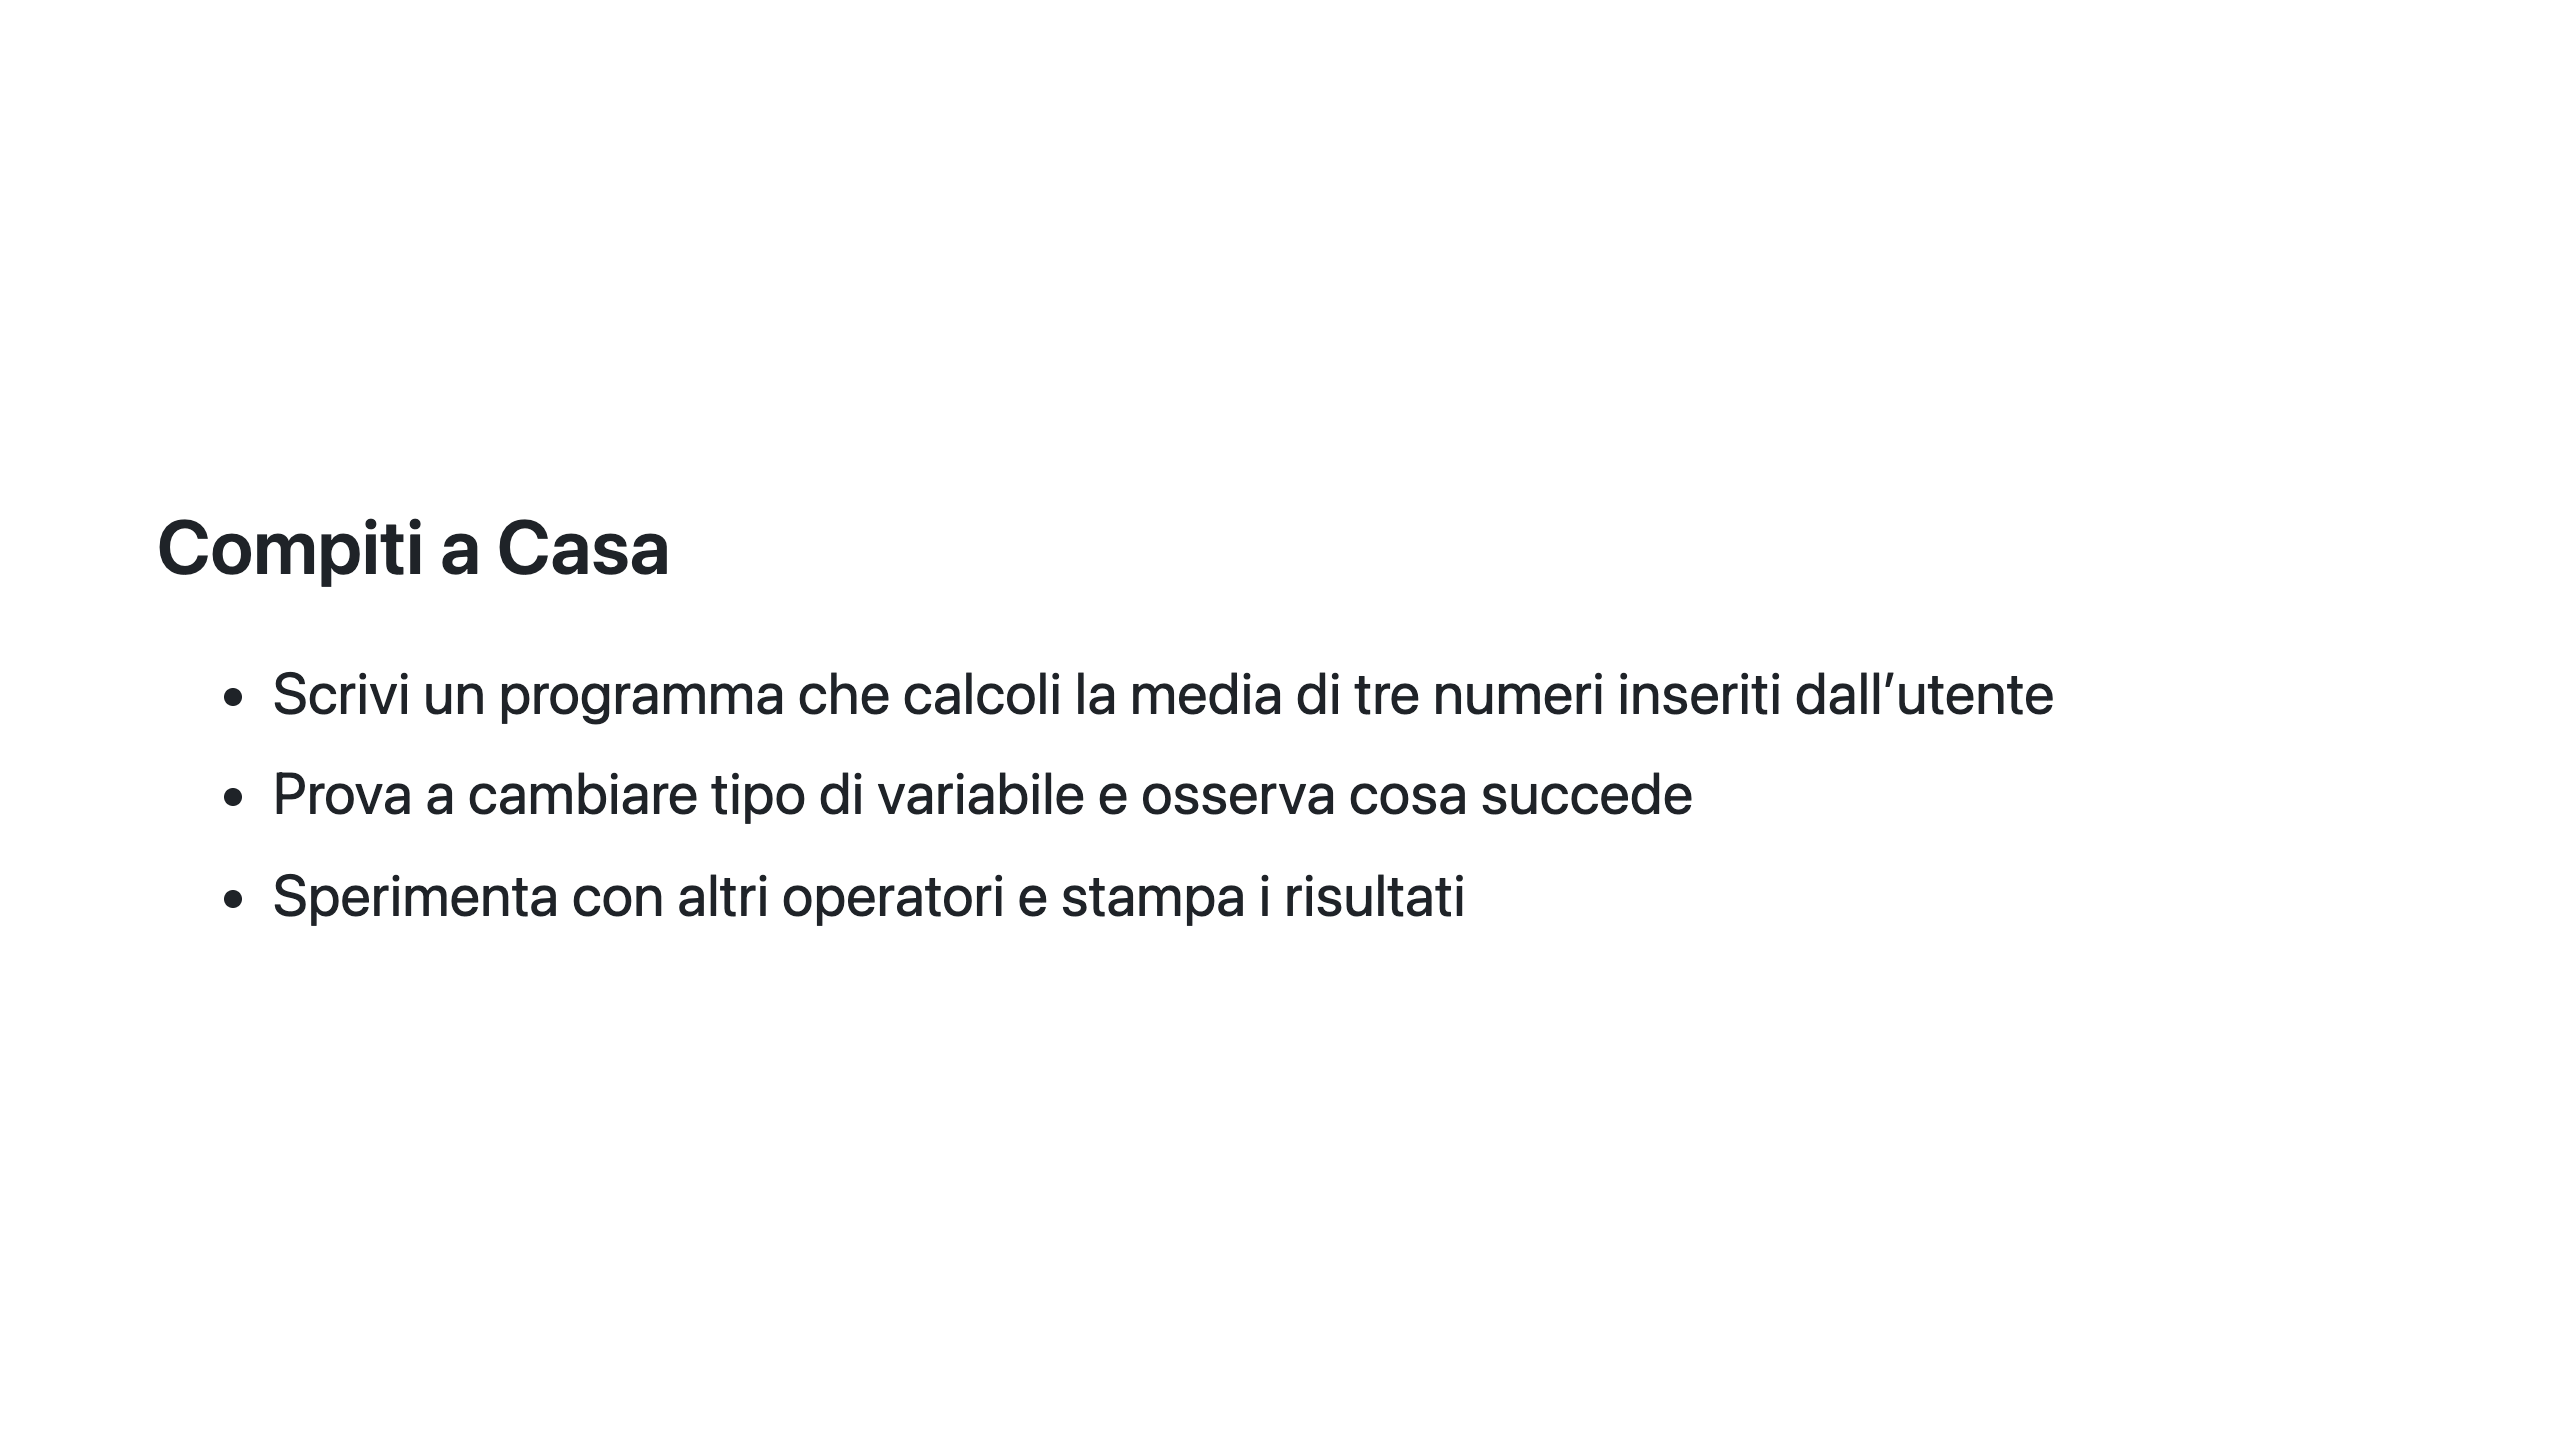 Compiti a Casa
• Scrivi un programma che calcoli la media di tre numeri inseriti dall’utente
• Prova a cambiare tipo di variabile e osserva cosa succede
• Sperimenta con altri operatori e stampa i risultati